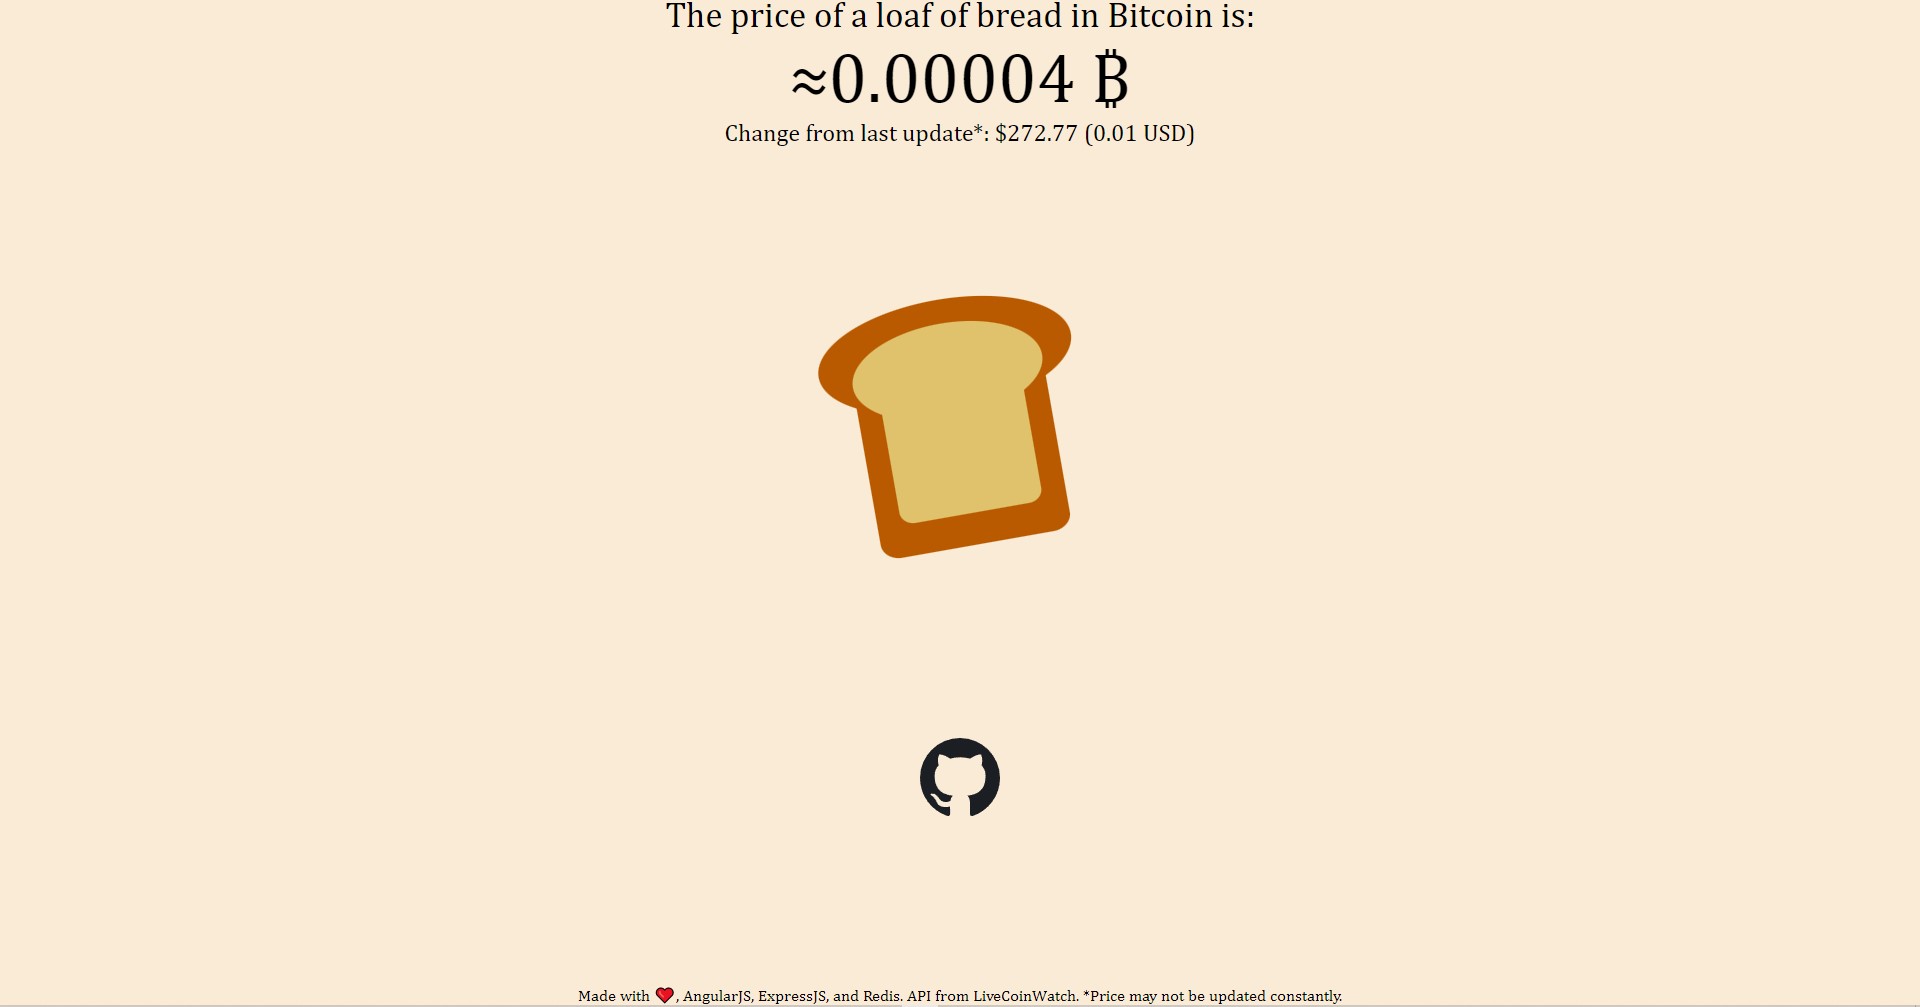 The price of a loaf of bread in Bitcoin is:
≈0.00004 ₿
Change from last update*: $272.77 (0.01 USD)
Made with ❤️, AngularJS, ExpressJS, and Redis. API from LiveCoinWatch. *Price may not be updated constantly.